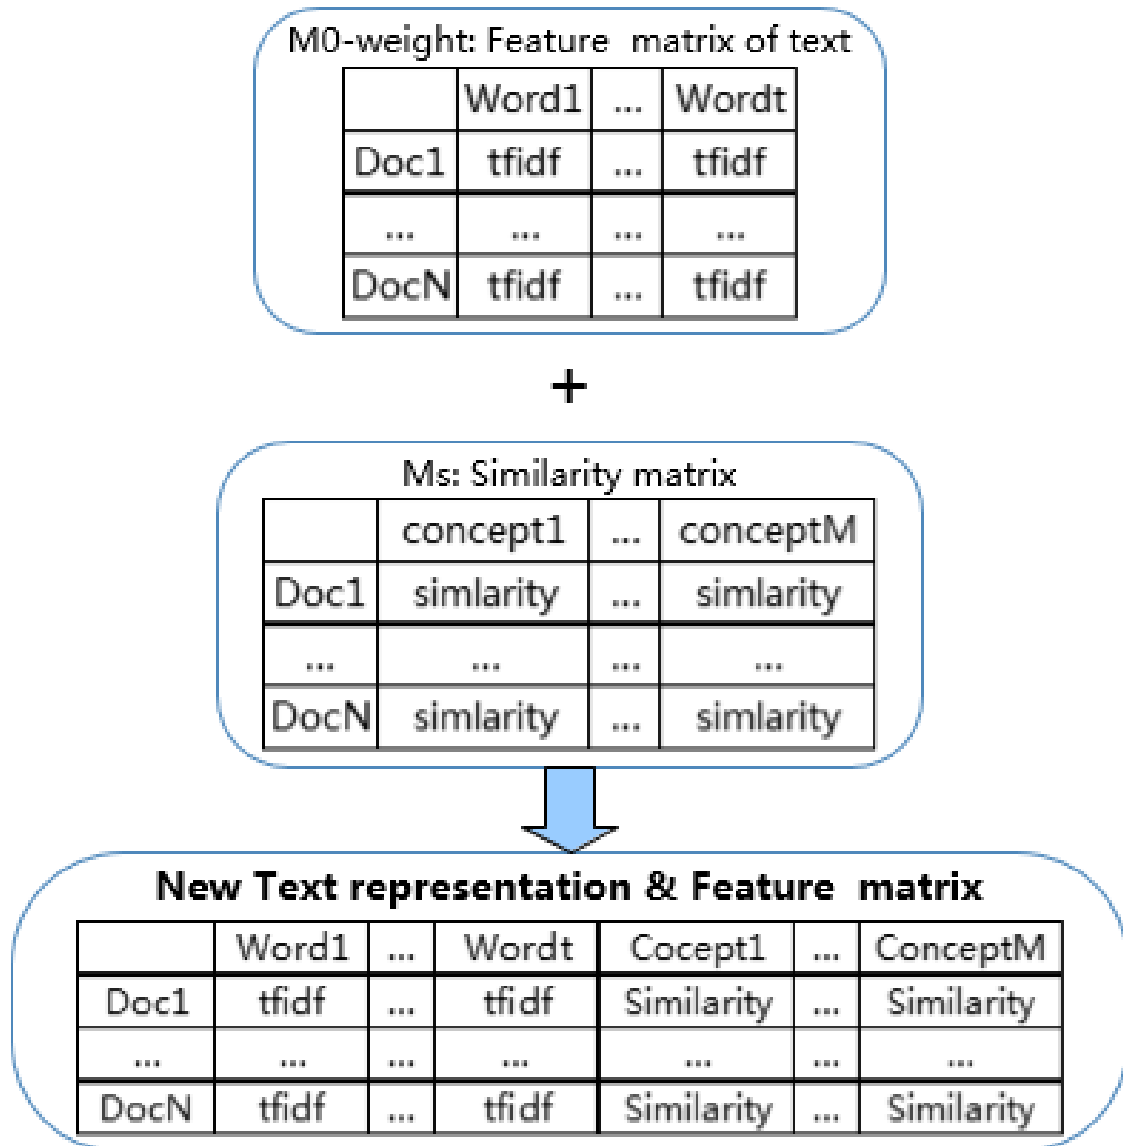 M0-weight: Feature matrix of text
Word1 ... Wordt
Doc1 tfidf ... tfidf
... ... ... ...
DocN tfidf ... tfidf
+
Ms: Similarity matrix
concept1 ... conceptM
Doc1 simlarity ... simlarity
... ... ... ...
DocN simlarity ... simlarity
New Text representation & Feature matrix
Word1 ... Wordt Cocept1 ... ConceptM
Doc1 tfidf ... tfidf Similarity ... Similarity
... ... ... ... ... ... ...
DocN tfidf ... tfidf Similarity ... Similarity